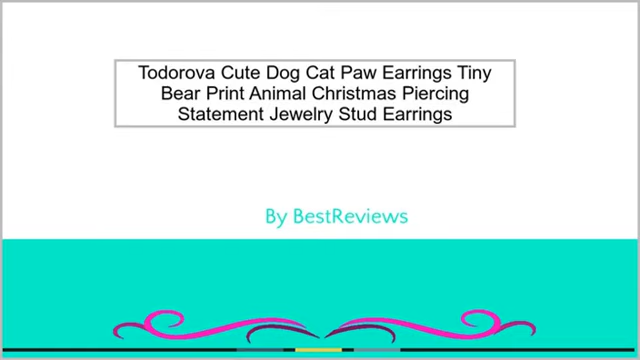 Todorova Cute Dog Cat Paw Earrings Tiny
Bear Print Animal Christmas Piercing
Statement Jewelry Stud Earrings
By BestReviews